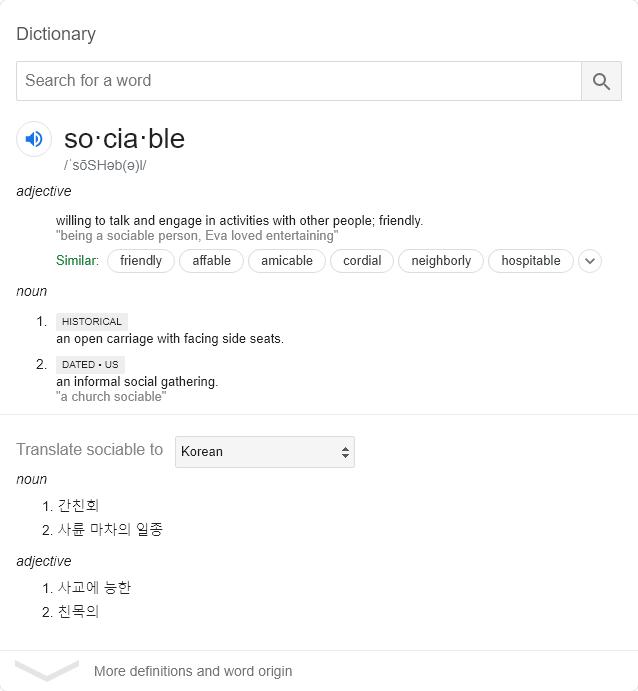 Dictionary
Search for a word
so·cia·ble
/ˈsōSHəb(ə)l/
adjective
willing to talk and engage in activities with other people; friendly.
"being a sociable person, Eva loved entertaining"
Similar: friendly affable amicable cordial neighborly hospitable
noun
1. HISTORICAL
an open carriage with facing side seats.
2. DATED • US
an informal social gathering.
"a church sociable"
Translate sociable to Korean
noun
1. 간친회
2. 사륜 마차의 일종
adjective
1. 사교에 능한
2. 친목의
More definitions and word origin